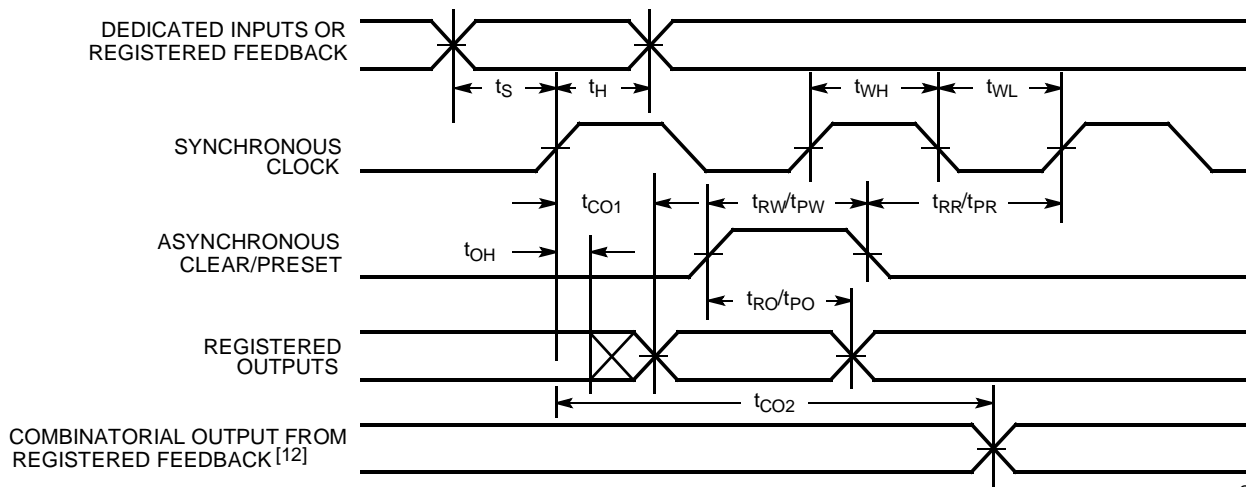 DEDICATED INPUTS OR
REGISTERED FEEDBACK
tS
tH
tWH
tWL
SYNCHRONOUS
CLOCK
tCO1
tRW/tPW
tRR/tPR
ASYNCHRONOUS
CLEAR/PRESET
tOH
tRO/tPO
REGISTERED
OUTPUTS
tCO2
COMBINATORIAL OUTPUT FROM
REGISTERED FEEDBACK [12]